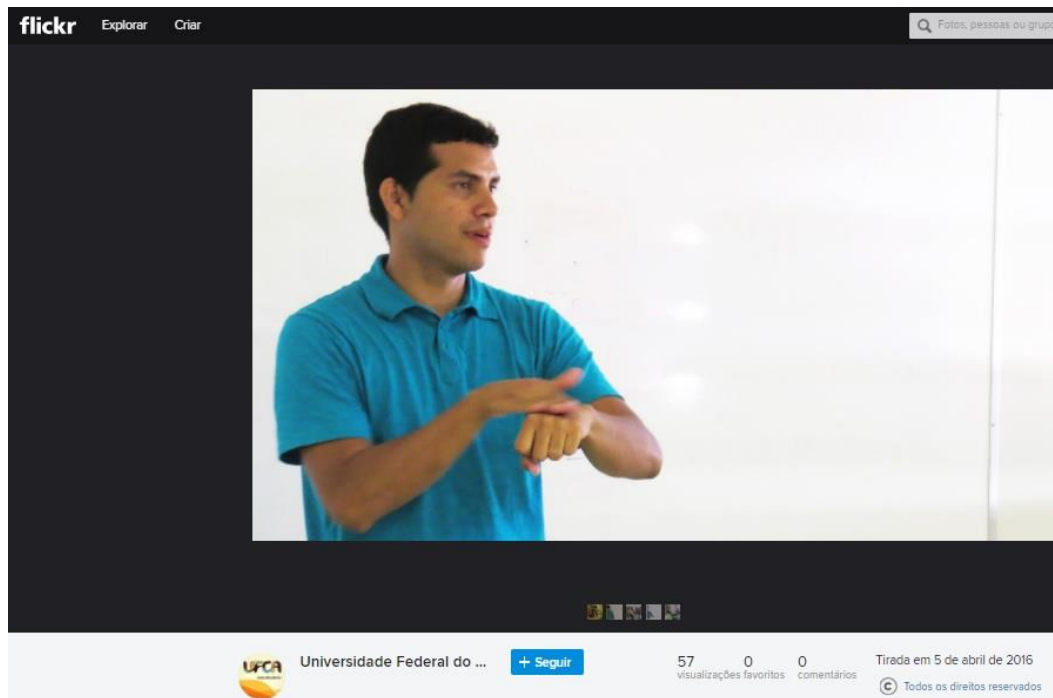 flickr Explorar Criar Fotos, pessoas ou grupo
UFCA
Universidade Federal do ... + Seguir
57 0 0
visualizações favoritos comentários
Tirada em 5 de abril de 2016
C Todos os direitos reservados